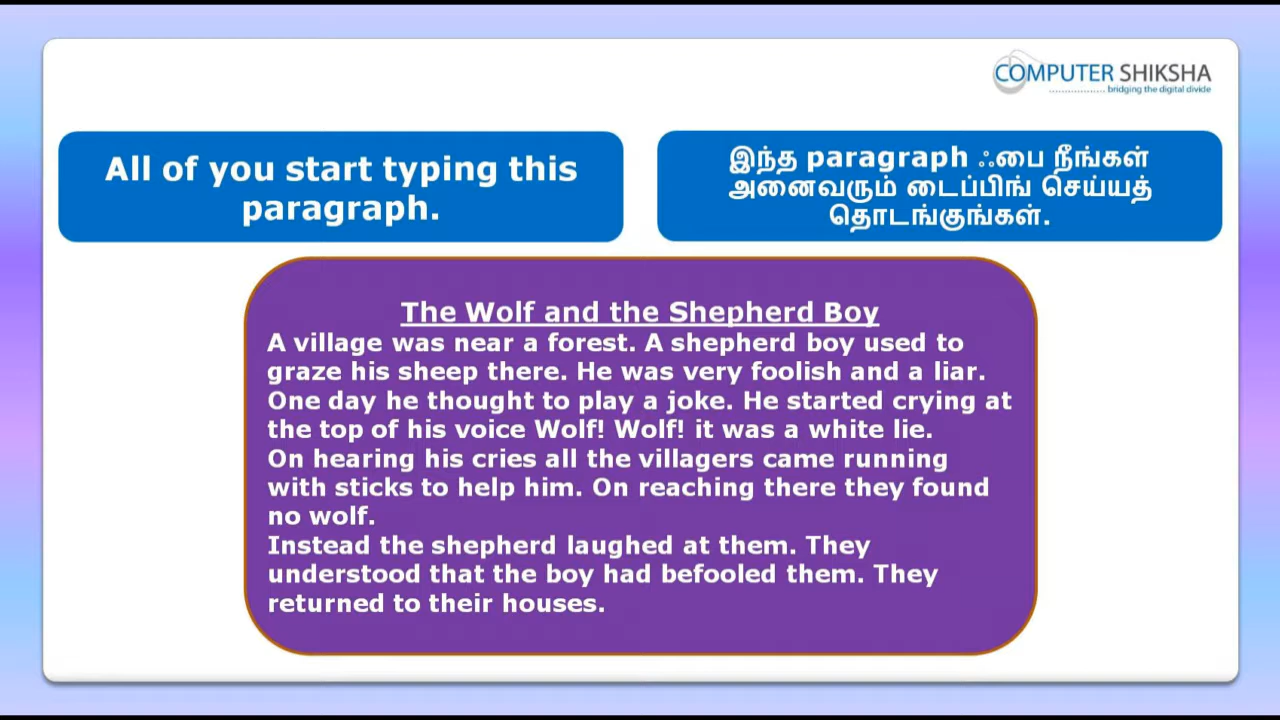 COMPUTER SHIKSHA
bridging the digital divide
All of you start typing this
paragraph.
இந்த paragraph ஃபை நீங்கள்
அனைவரும் டைப்பிங் செய்யத்
தொடங்குங்கள்.
The Wolf and the Shepherd Boy
A village was near a forest. A shepherd boy used to
graze his sheep there. He was very foolish and a liar.
One day he thought to play a joke. He started crying at
the top of his voice Wolf! Wolf! it was a white lie.
On hearing his cries all the villagers came running
with sticks to help him. On reaching there they found
no wolf.
Instead the shepherd laughed at them. They
understood that the boy had befooled them. They
returned to their houses.